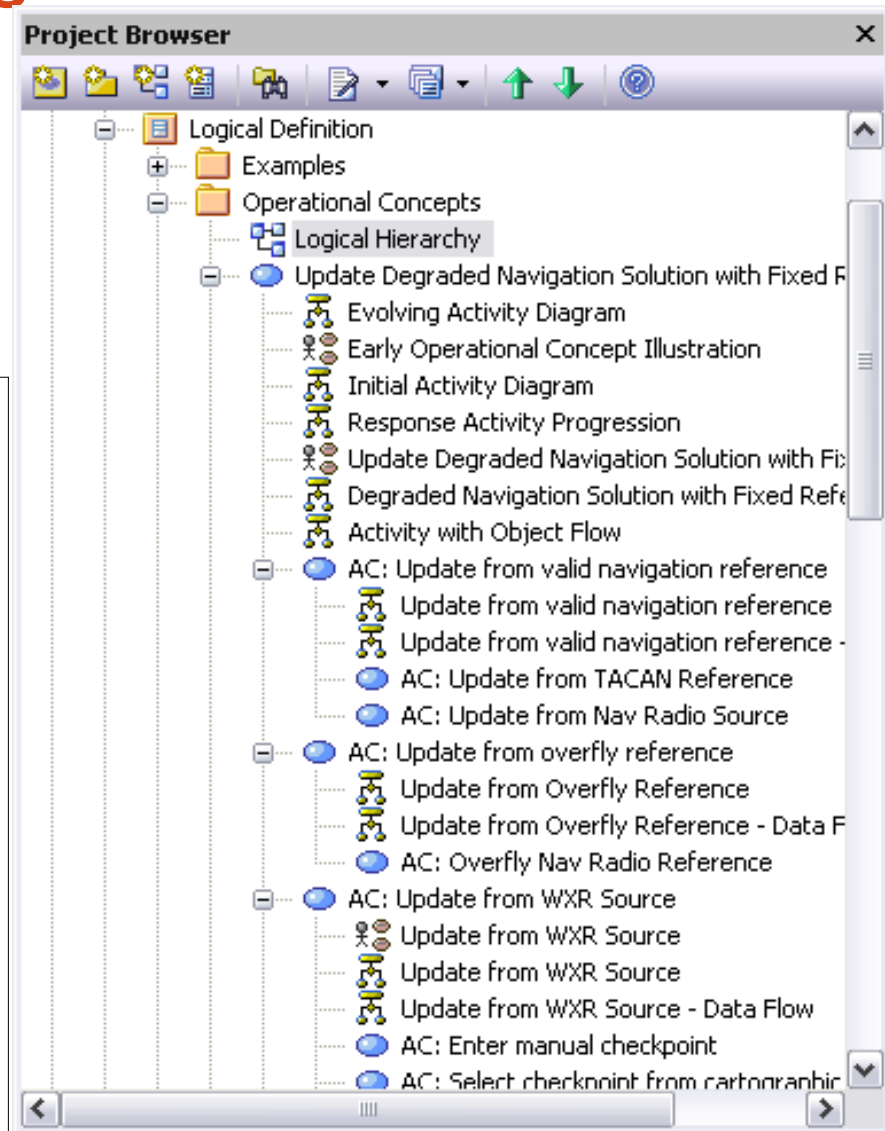 Project Browser
Logical Definition
Examples
Operational Concepts
Logical Hierarchy
Update Degraded Navigation Solution with Fixed R
Evolving Activity Diagram
Early Operational Concept Illustration
Initial Activity Diagram
Response Activity Progression
Update Degraded Navigation Solution with Fix
Degraded Navigation Solution with Fixed Refe
Activity with Object Flow
AC: Update from valid navigation reference
Update from valid navigation reference
Update from valid navigation reference -
AC: Update from TACAN Reference
AC: Update from Nav Radio Source
AC: Update from overfly reference
Update from Overfly Reference
Update from Overfly Reference - Data F
AC: Overfly Nav Radio Reference
AC: Update from WXR Source
Update from WXR Source
Update from WXR Source
Update from WXR Source - Data Flow
AC: Enter manual checkpoint
AC: Select checkpoint from cartographic